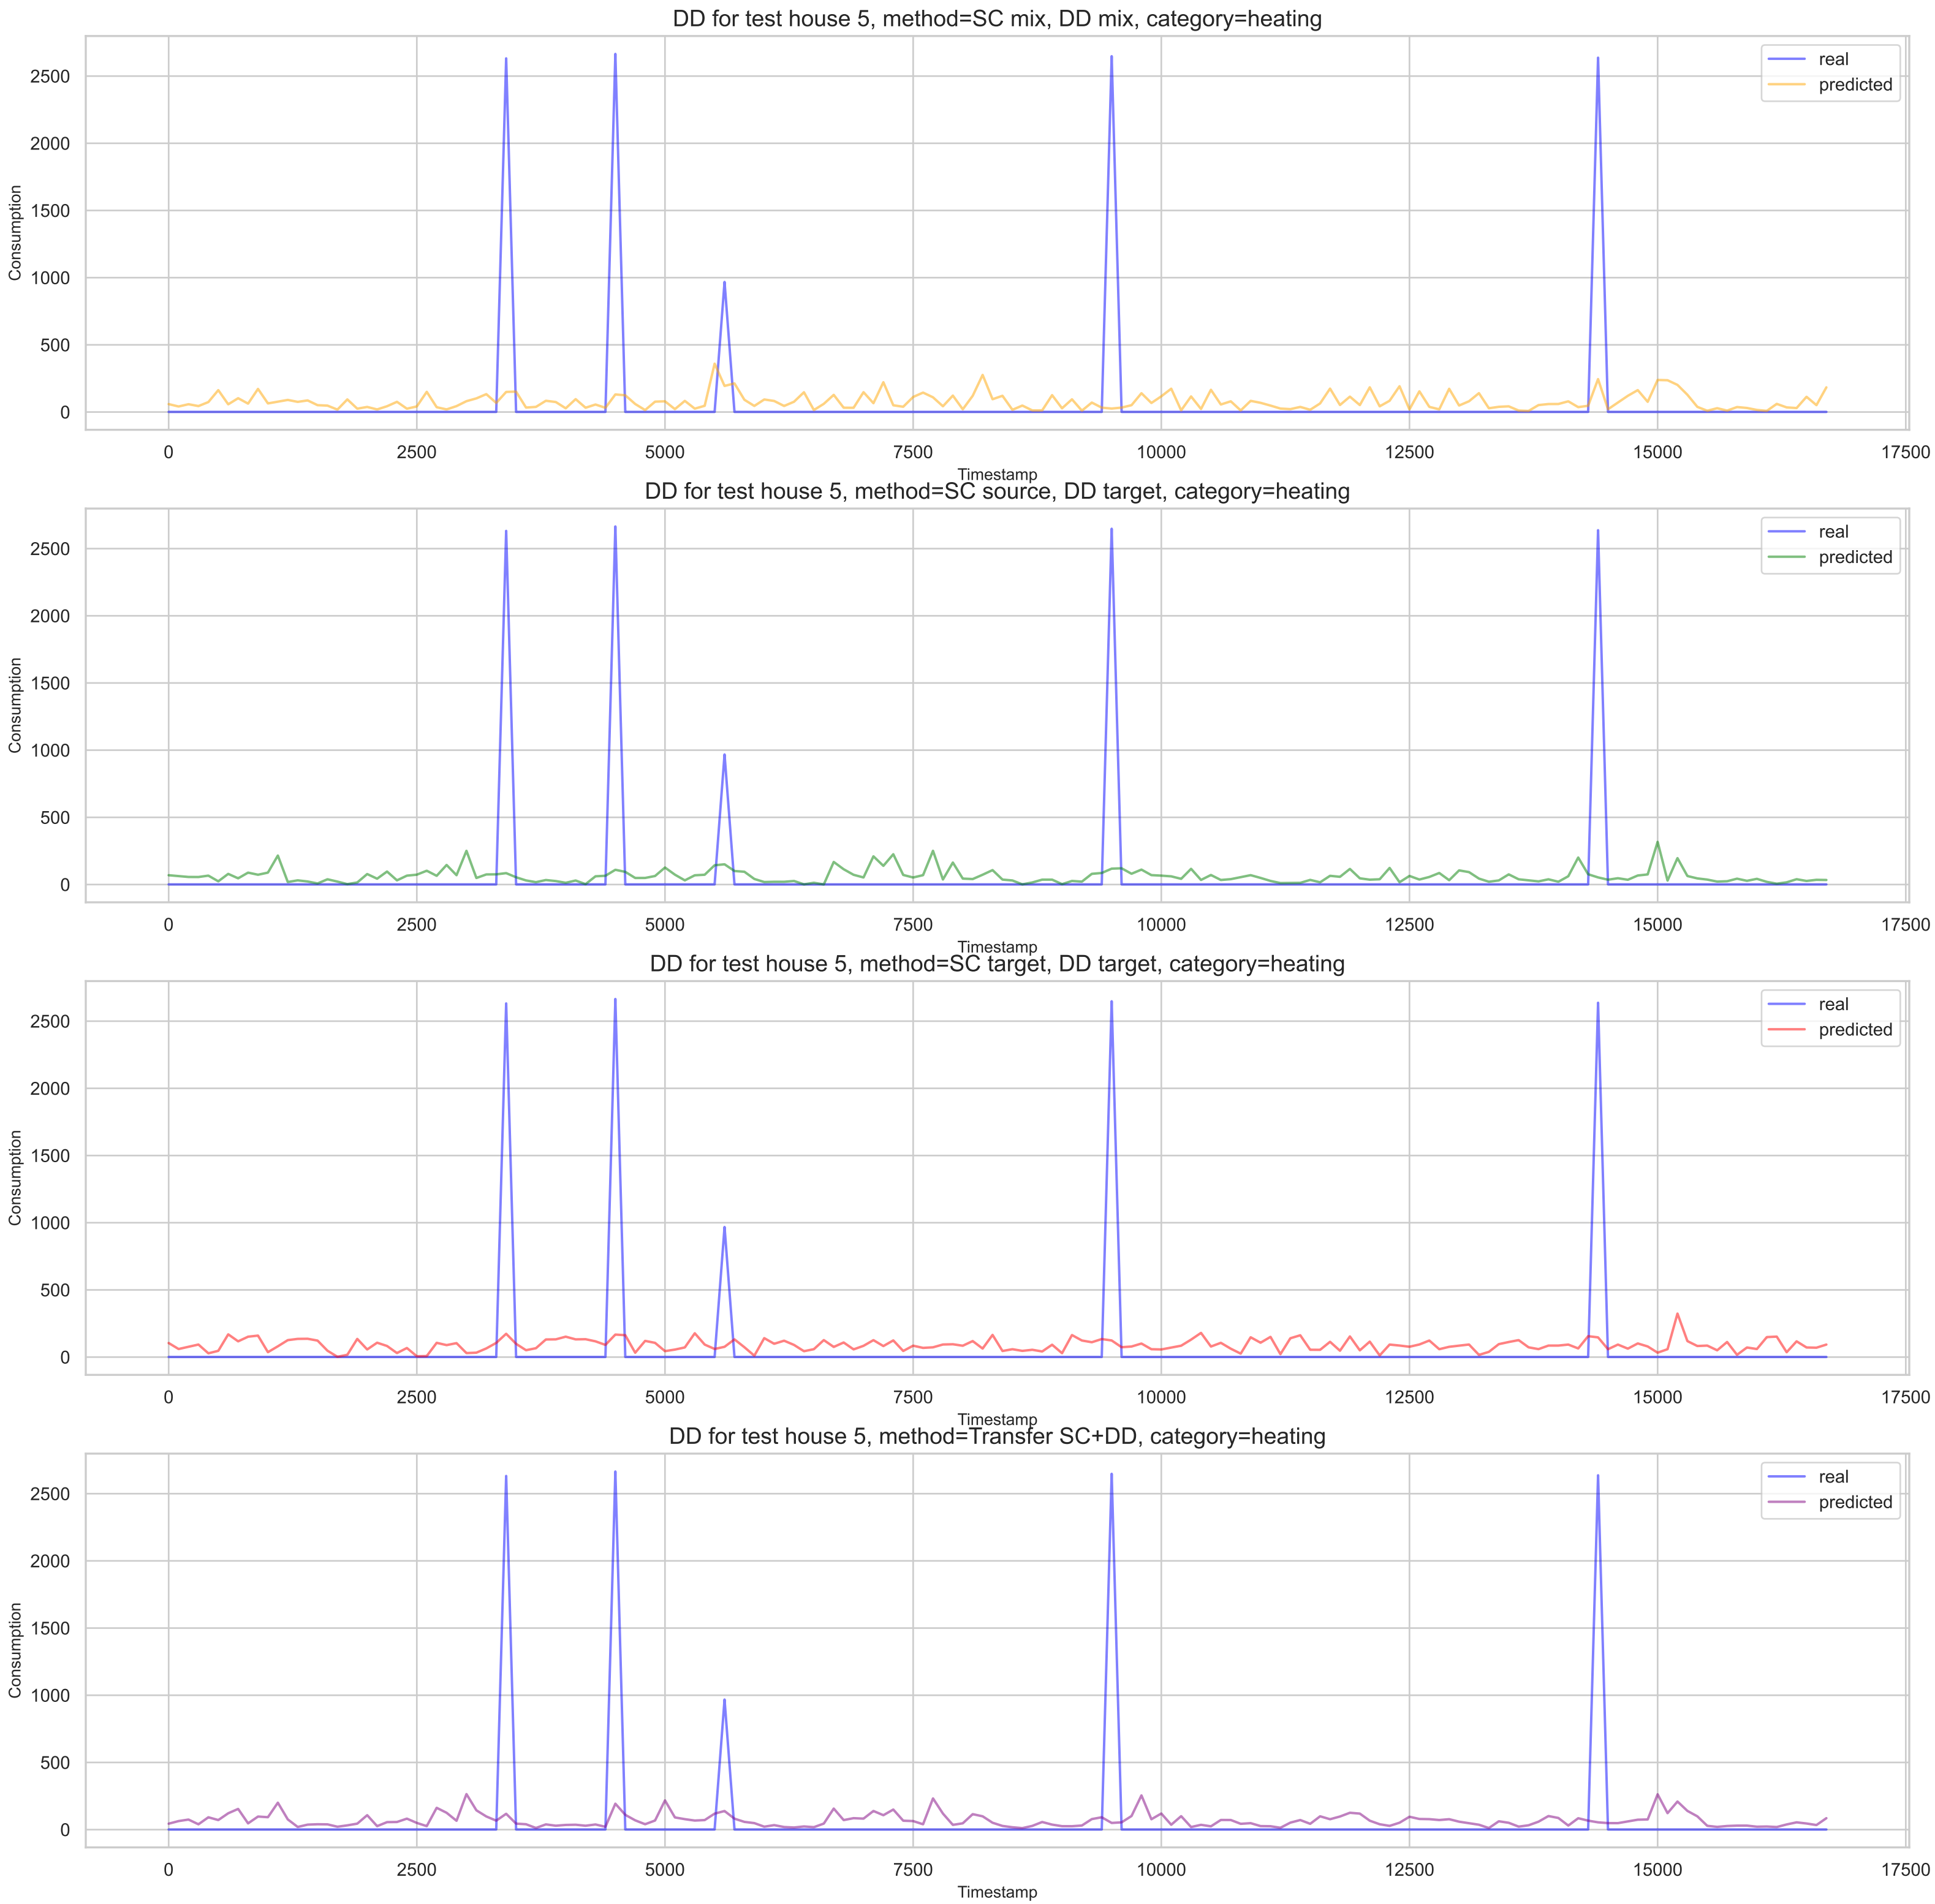 DD for test house 5, method=SC mix, DD mix, category=heating
real
predicted
2500
2000
1500
1000
500
0
Consumption
0 2500 5000 7500 10000 12500 15000 17500
Timestamp
DD for test house 5, method=SC source, DD target, category=heating
real
predicted
2500
2000
1500
1000
500
0
Consumption
0 2500 5000 7500 10000 12500 15000 17500
Timestamp
DD for test house 5, method=SC target, DD target, category=heating
real
predicted
2500
2000
1500
1000
500
0
Consumption
0 2500 5000 7500 10000 12500 15000 17500
Timestamp
DD for test house 5, method=Transfer SC+DD, category=heating
real
predicted
2500
2000
1500
1000
500
0
Consumption
0 2500 5000 7500 10000 12500 15000 17500
Timestamp